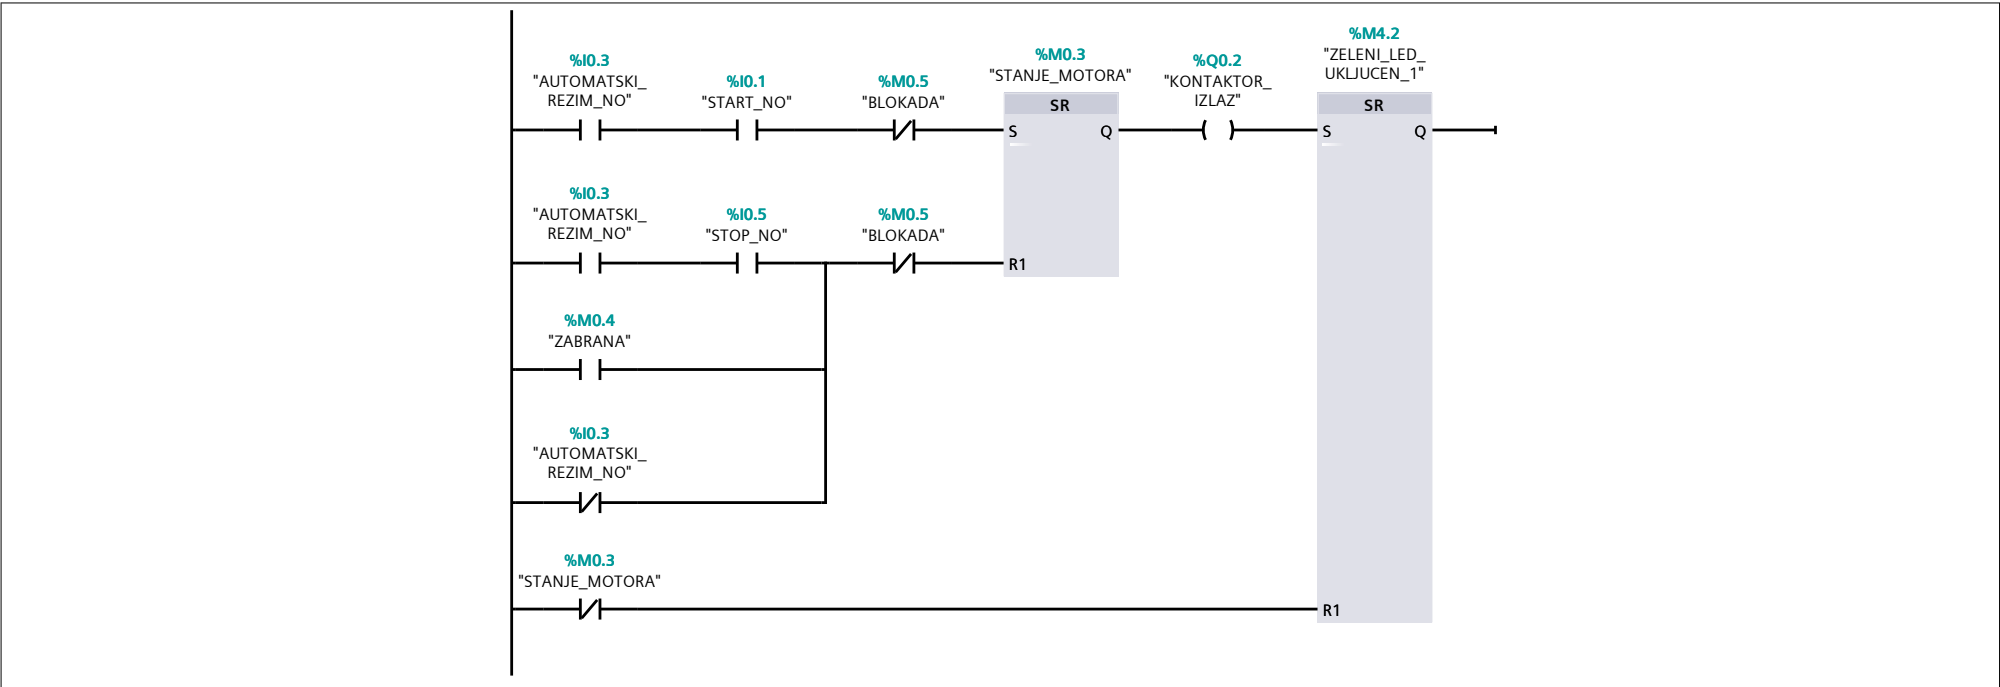 %M4.2
"ZELENI_LED_
UKLJUCEN_1"
%M0.3
"STANJE_MOTORA"
%Q0.2
"KONTAKTOR_
IZLAZ"
%I0.3
"AUTOMATSKI_
REZIM_NO"
%I0.1
"START_NO"
%M0.5
"BLOKADA"
SR
SR
S
Q
S
Q
%I0.3
"AUTOMATSKI_
REZIM_NO"
%I0.5
"STOP_NO"
%M0.5
"BLOKADA"
R1
%M0.4
"ZABRANA"
%I0.3
"AUTOMATSKI_
REZIM_NO"
%M0.3
"STANJE_MOTORA"
R1